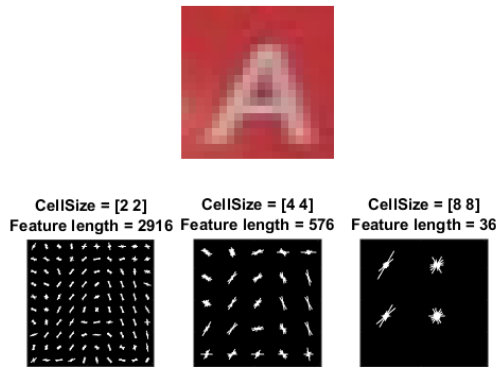 A
CellSize = [2 2]
Feature length = 2916
CellSize = [4 4]
Feature length = 576
CellSize = [8 8]
Feature length = 36